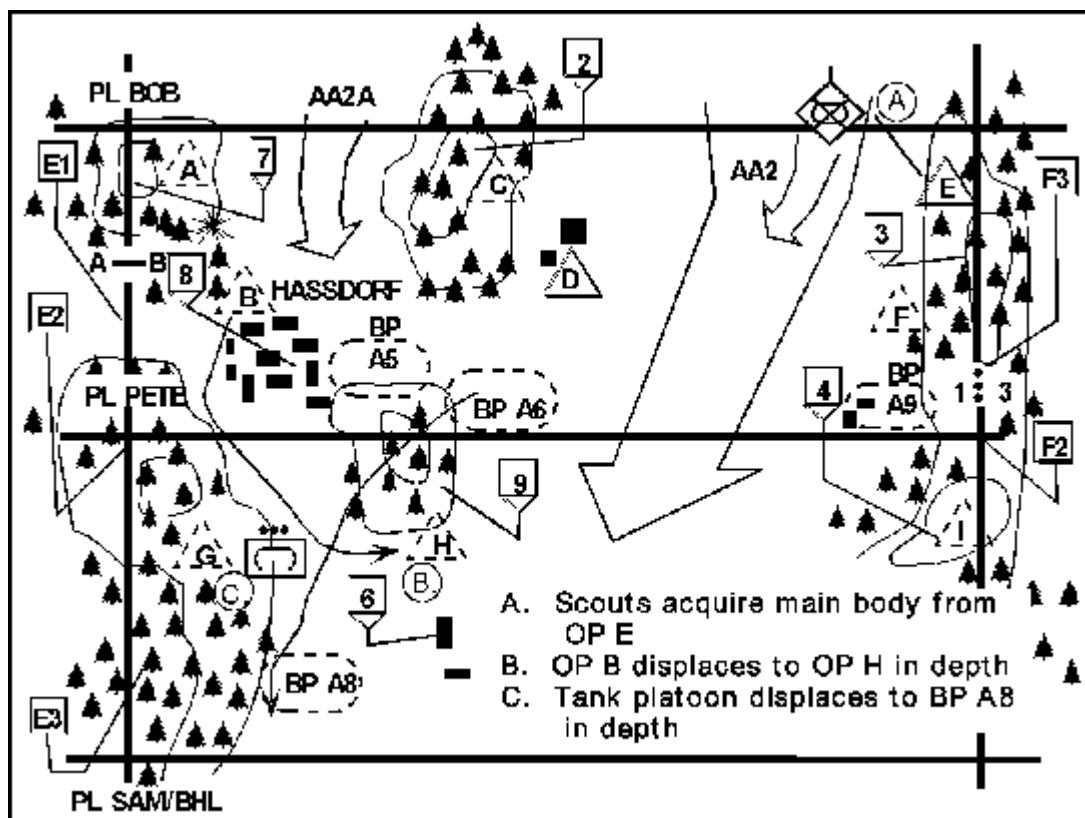 2
PL BOB
AA2A
A
E1
7
A
C
AA2
E
F3
3
A — B
8
B
HASSDORF
D
E2
BP
A5
F
BP
A9
1
3
PL PETE
BP A6
4
F2
9
G
H
I
C
B
6
A. Scouts acquire main body from
OP E
B. OP B displaces to OP H in depth
C. Tank platoon displaces to BP A8
in depth
BP A8
E3
PL SAM/BHL